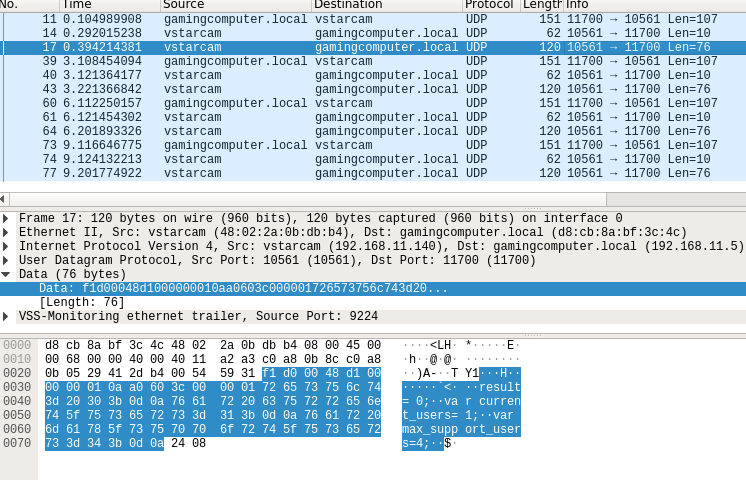 No. Time Source Destination Protocol Length Info
11 0.104989908 gamingcomputer.local vstarcam UDP 151 11700 → 10561 Len=107
14 0.292015238 vstarcam gamingcomputer.local UDP 62 10561 → 11700 Len=10
17 0.394214381 vstarcam gamingcomputer.local UDP 120 10561 → 11700 Len=76
39 3.108454094 gamingcomputer.local vstarcam UDP 151 11700 → 10561 Len=107
40 3.121364177 vstarcam gamingcomputer.local UDP 62 10561 → 11700 Len=10
43 3.221366842 vstarcam gamingcomputer.local UDP 120 10561 → 11700 Len=76
60 6.112250157 gamingcomputer.local vstarcam UDP 151 11700 → 10561 Len=107
61 6.121454302 vstarcam gamingcomputer.local UDP 62 10561 → 11700 Len=10
64 6.201893326 vstarcam gamingcomputer.local UDP 120 10561 → 11700 Len=76
73 9.116646775 gamingcomputer.local vstarcam UDP 151 11700 → 10561 Len=107
74 9.124132213 vstarcam gamingcomputer.local UDP 62 10561 → 11700 Len=10
77 9.201774922 vstarcam gamingcomputer.local UDP 120 10561 → 11700 Len=76
Frame 17: 120 bytes on wire (960 bits), 120 bytes captured (960 bits) on interface 0
Ethernet II, Src: vstarcam (48:02:2a:0b:db:b4), Dst: gamingcomputer.local (d8:cb:8a:bf:3c:4c)
Internet Protocol Version 4, Src: vstarcam (192.168.11.140), Dst: gamingcomputer.local (192.168.11.5)
User Datagram Protocol, Src Port: 10561 (10561), Dst Port: 11700 (11700)
Data (76 bytes)
Data: f1d00048d1000000010aa0603c000001726573756c743d20...
[Length: 76]
VSS-Monitoring ethernet trailer, Source Port: 9224
0000 d8 cb 8a bf 3c 4c 48 02 2a 0b db b4 08 00 45 00 ····<LH· *·····E·
0010 00 68 00 00 40 00 40 11 a2 a3 c0 a8 0b 8c c0 a8 ·h··@·@· ········
0020 0b 05 29 41 2d b4 00 54 59 31 f1 d0 00 48 d1 00 ··)A-··T Y1···H··
0030 00 00 01 0a a0 60 3c 00 00 01 72 65 73 75 6c 74 ·····`<· ··result
0040 3d 20 30 3b 0d 0a 76 61 72 20 63 75 72 72 65 6e = 0;··va r curren
0050 74 5f 75 73 65 72 73 3d 31 3b 0d 0a 76 61 72 20 t_users= 1;··var
0060 6d 61 78 5f 73 75 70 70 6f 72 74 5f 75 73 65 72 max_supp ort_user
0070 73 3d 34 3b 0d 0a 24 08 s=4;··$·